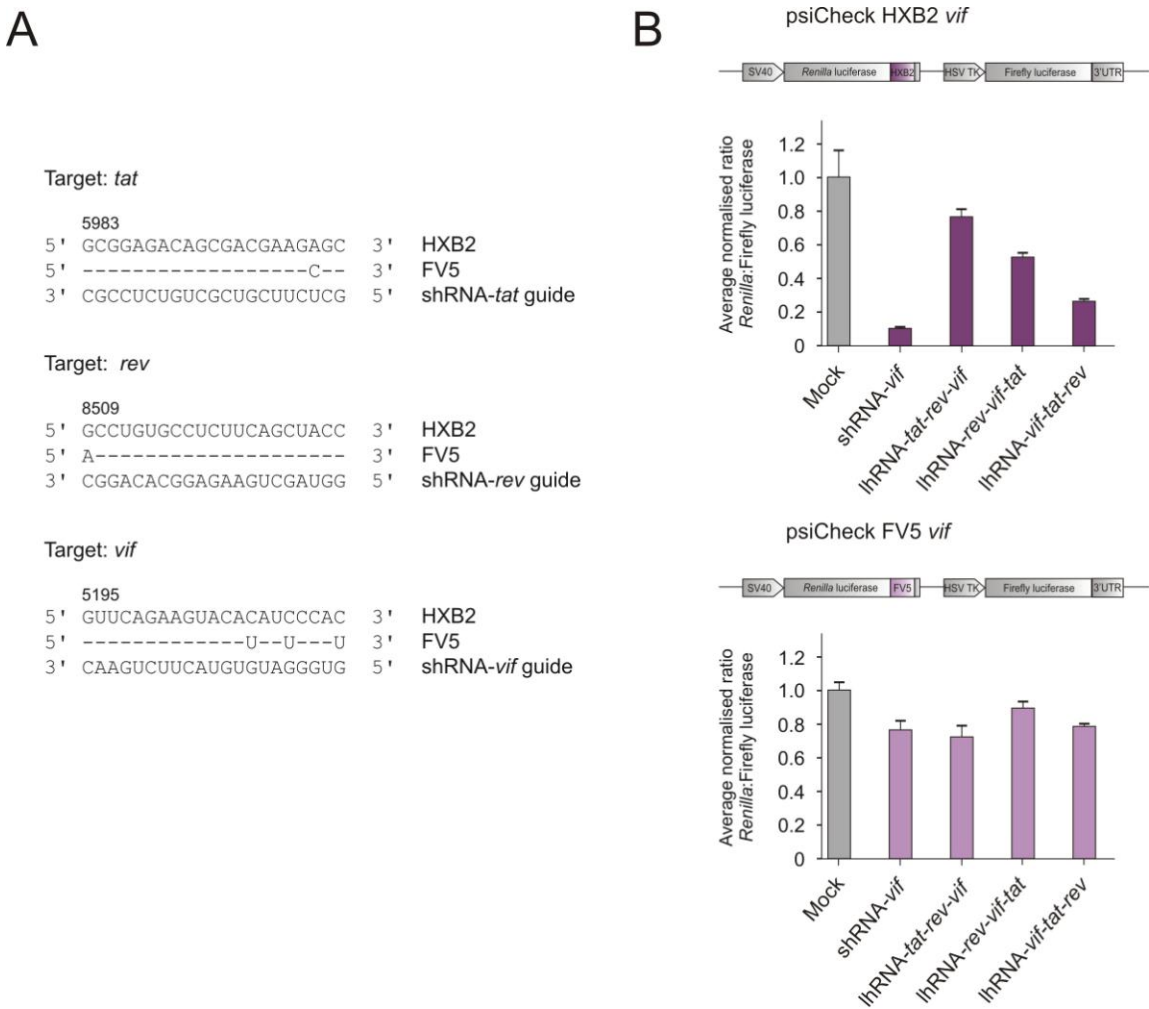 A
Target: tat
5983
5' GCGGAGACAGCGACGAAGAGC 3' HXB2
5' ------------------C-- 3' FV5
3' CGCCUCUGUCGCUGCUUCUCG 5' shRNA-tat guide
Target: rev
8509
5' GCCUGUGCCUCUUCAGCUACC 3' HXB2
5' A-------------------- 3' FV5
3' CGGACACGGAGAAGUCGAUGG 5' shRNA-rev guide
Target: vif
5195
5' GUUCAGAAGUACACAUCCCAC 3' HXB2
5' -------------U--U---U 3' FV5
3' CAAGUCUUCAUGUGUAGGGUG 5' shRNA-vif guide
B
psiCheck HXB2 vif
SV40 Renilla luciferase HXB2 HSV TK Firefly luciferase 3'UTR
Average normalised ratio
Renilla:Firefly luciferase
1.2
1.0
0.8
0.6
0.4
0.2
0
Mock
shRNA-vif
lhRNA-tat-rev-vif
lhRNA-rev-vif-tat
lhRNA-vif-tat-rev
psiCheck FV5 vif
SV40 Renilla luciferase FV5 HSV TK Firefly luciferase 3'UTR
Average normalised ratio
Renilla:Firefly luciferase
1.2
1.0
0.8
0.6
0.4
0.2
0
Mock
shRNA-vif
lhRNA-tat-rev-vif
lhRNA-rev-vif-tat
lhRNA-vif-tat-rev